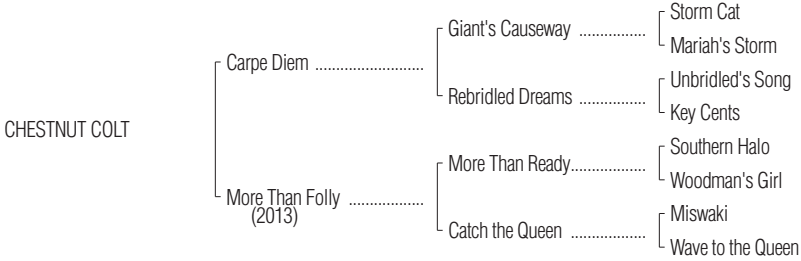 Storm Cat
Giant's Causeway ................
Mariah's Storm
Carpe Diem ..........................
Unbridled's Song
Rebridled Dreams ................
Key Cents
CHESTNUT COLT
Southern Halo
More Than Ready..................
Woodman's Girl
More Than Folly ..................
(2013)
Miswaki
Catch the Queen ..................
Wave to the Queen